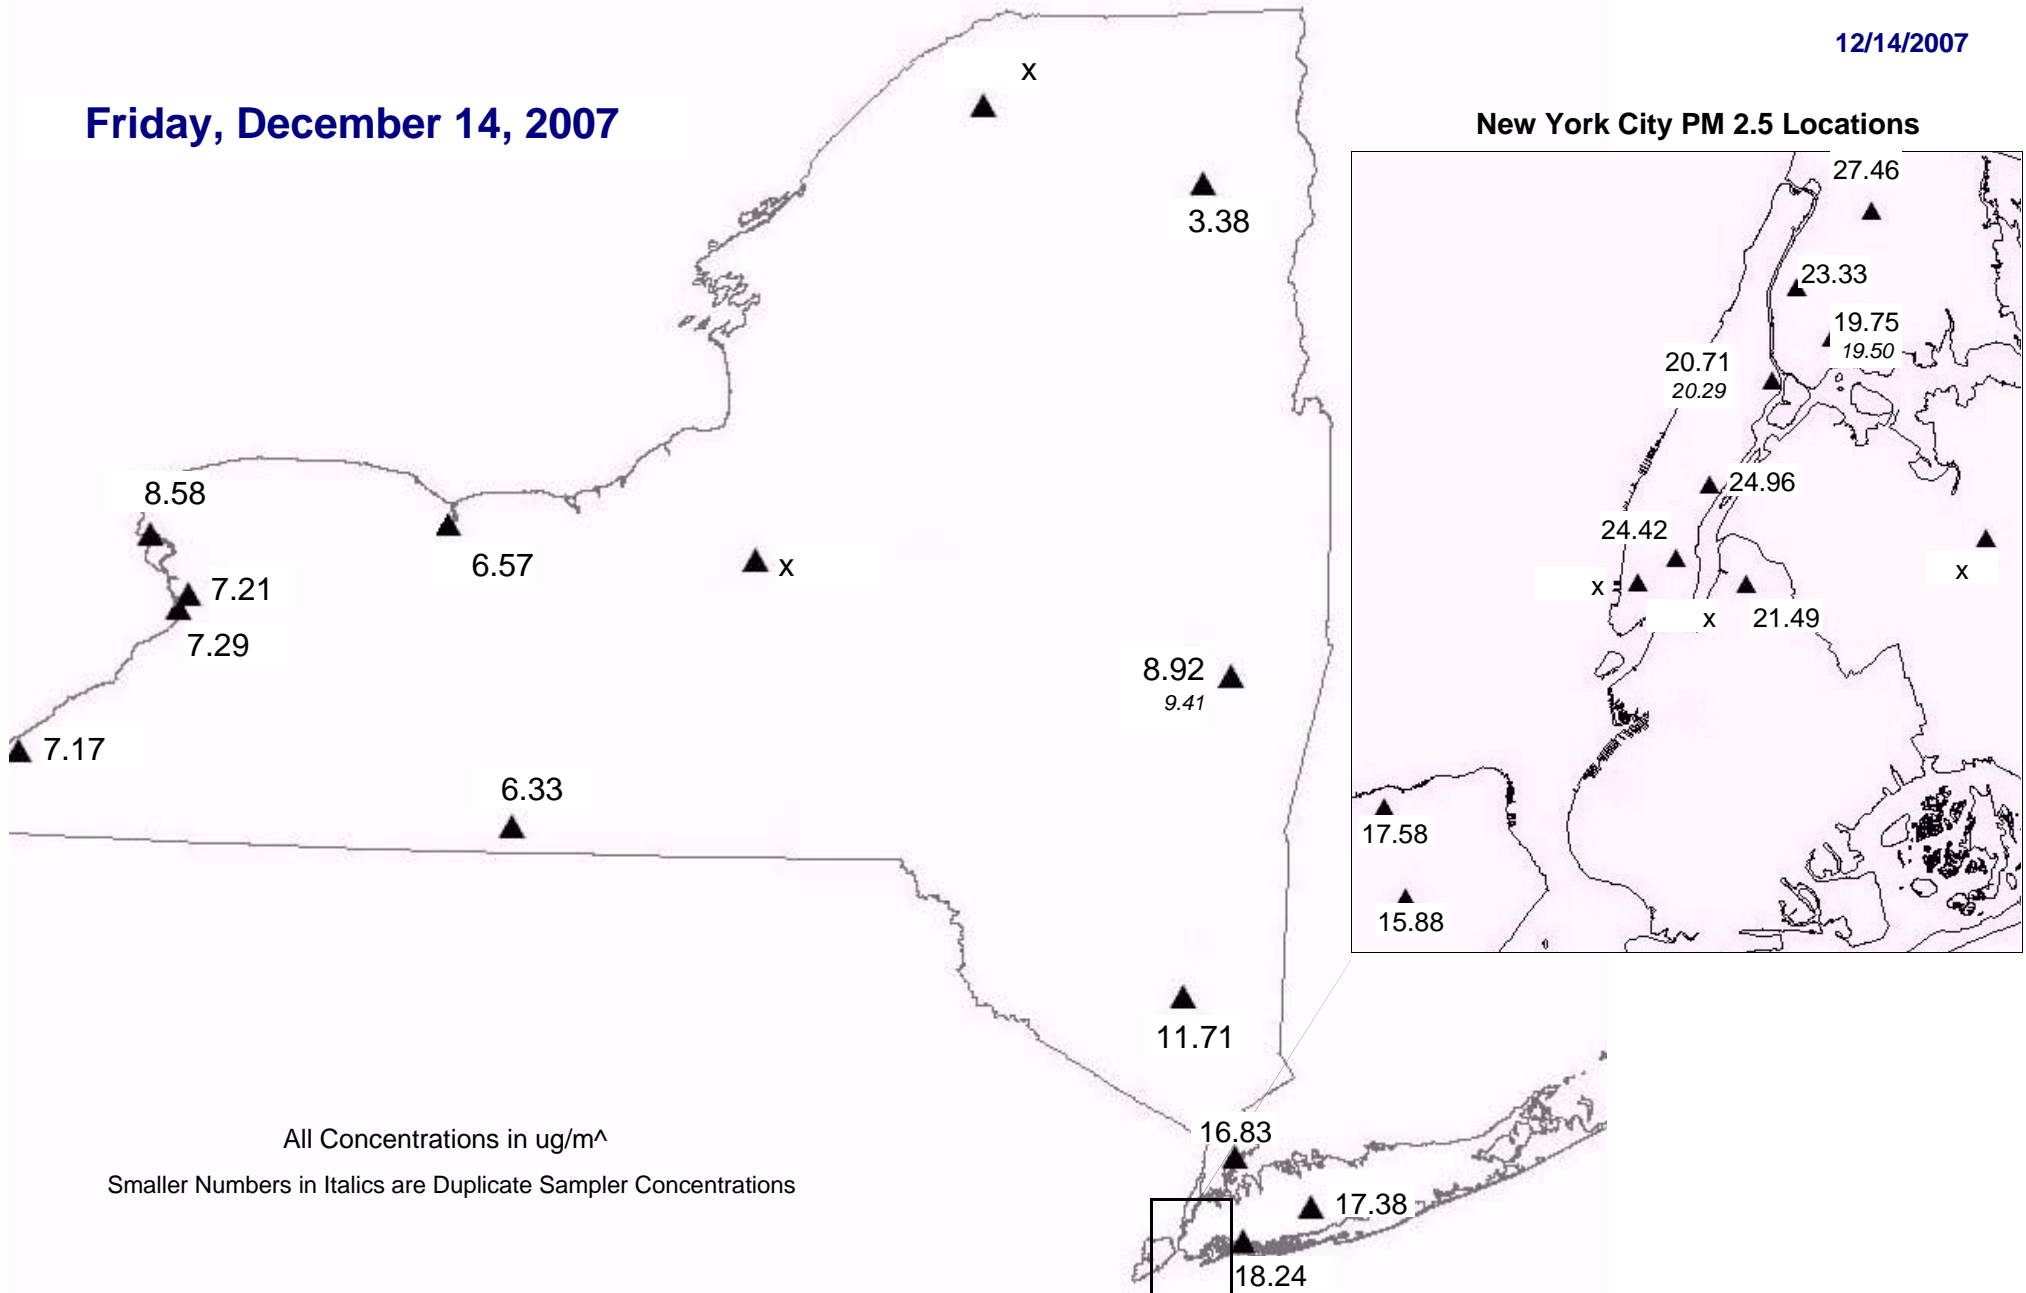 12/14/2007
Friday, December 14, 2007
New York City PM 2.5 Locations
x
3.38
8.58
6.57
x
7.21
7.29
8.92
9.41
7.17
6.33
11.71
16.83
17.38
18.24
27.46
23.33
19.75
19.50
20.71
20.29
24.96
24.42
x
x
x
21.49
17.58
15.88
All Concentrations in ug/m^
Smaller Numbers in Italics are Duplicate Sampler Concentrations